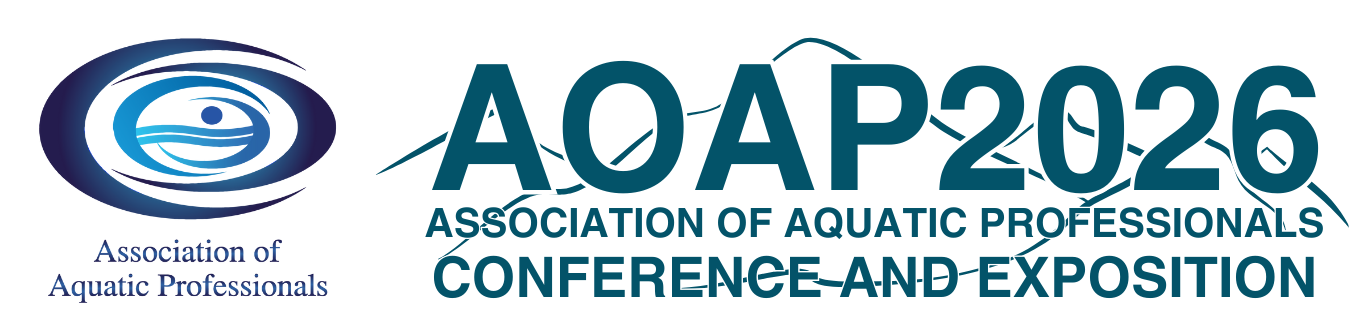 Association of
Aquatic Professionals
AOAP2026
ASSOCIATION OF AQUATIC PROFESSIONALS
CONFERENCE AND EXPOSITION